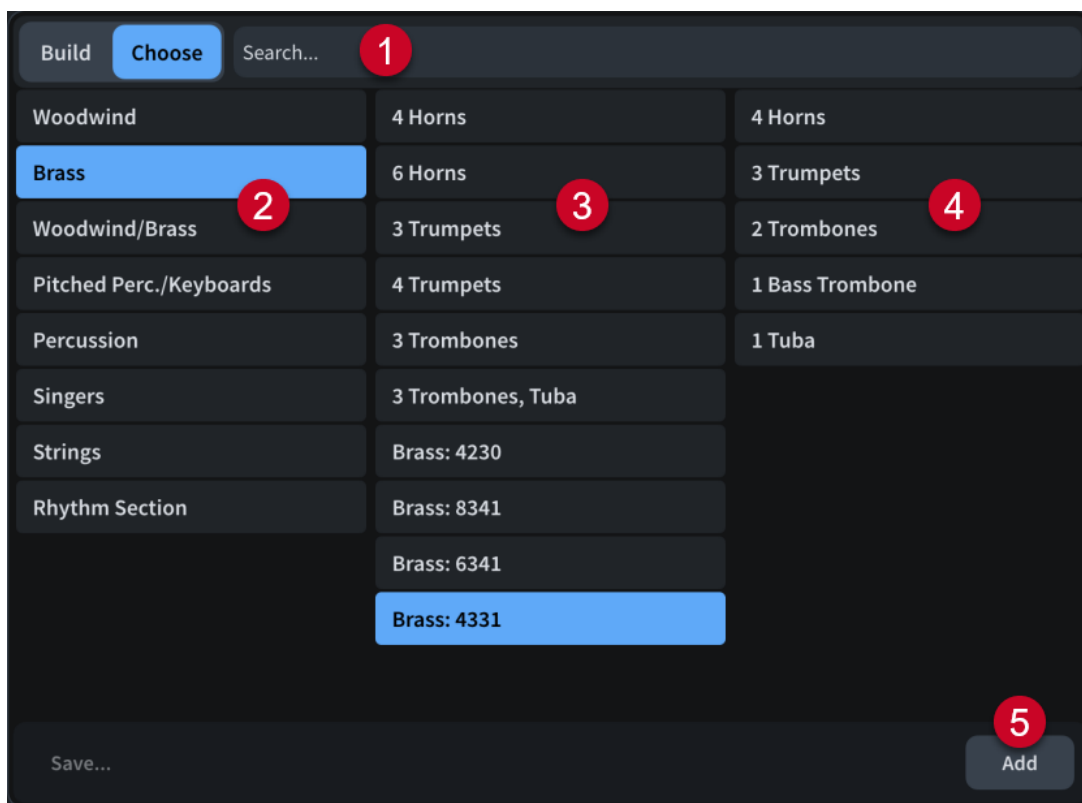 Build Choose Search... 1
Woodwind 4 Horns 4 Horns
Brass 6 Horns 3 Trumpets
2 3 4
Woodwind/Brass 3 Trumpets 2 Trombones
Pitched Perc./Keyboards 4 Trumpets 1 Bass Trombone
Percussion 3 Trombones 1 Tuba
Singers 3 Trombones, Tuba
Strings Brass: 4230
Rhythm Section Brass: 8341
Brass: 6341
Brass: 4331
5
Save... Add